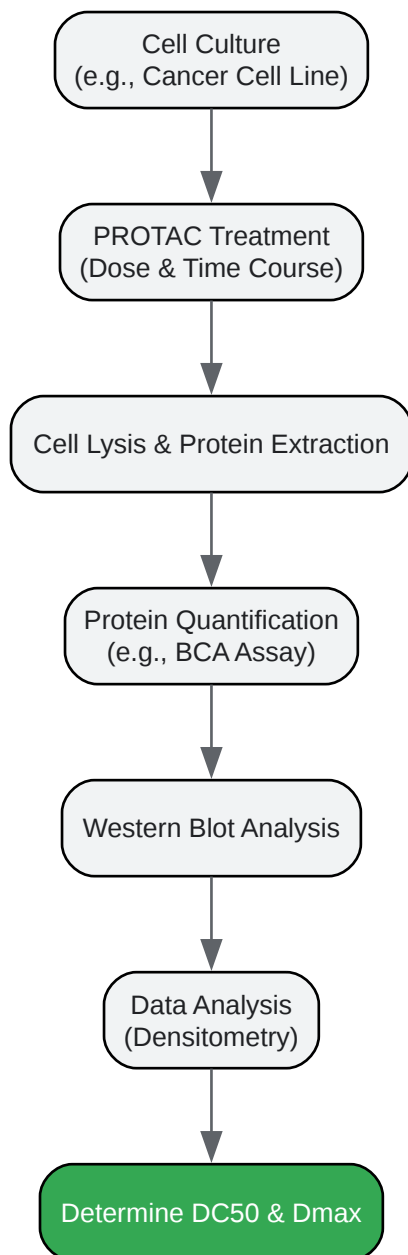 Cell Culture
(e.g., Cancer Cell Line)
PROTAC Treatment
(Dose & Time Course)
Cell Lysis & Protein Extraction
Protein Quantification
(e.g., BCA Assay)
Western Blot Analysis
Data Analysis
(Densitometry)
Determine DC50 & Dmax